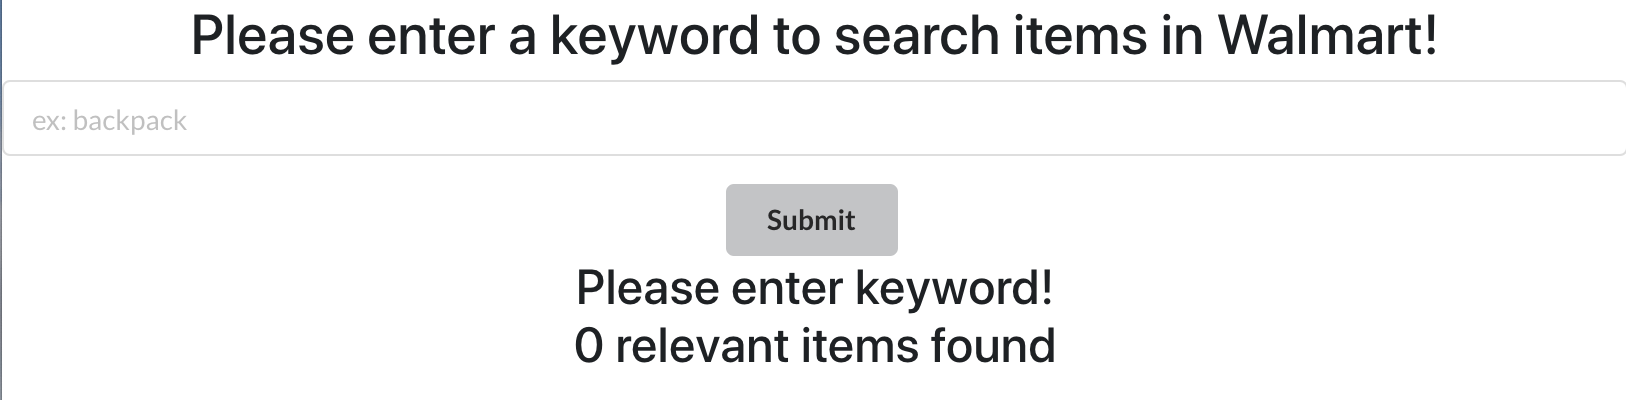 Please enter a keyword to search items in Walmart!
ex: backpack
Submit
Please enter keyword!
0 relevant items found